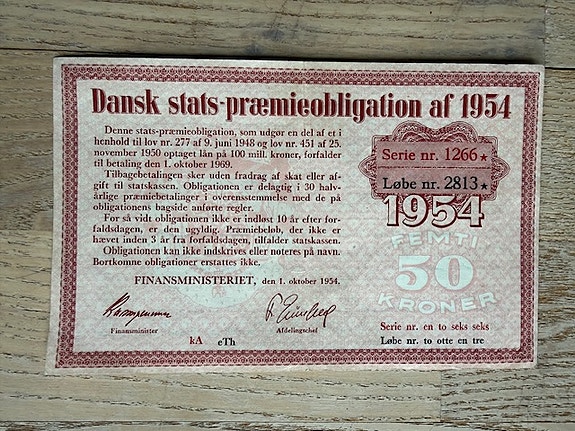 Dansk stats-præmieobligation af 1954
Denne stats-præmieobligation, som udgør en del af et i
henhold til lov nr. 277 af 9. juni 1948 og lov nr. 451 af 25.
november 1950 optaget lån på 100 mill. kroner, forfalder
til betaling den 1. oktober 1969.
Tilbagebetalingen sker uden fradrag af skat eller af-
gift til statskassen. Obligationen er delagtig i 30 halv-
årlige præmiebetalinger i overensstemmelse med de på
obligationens bagside anførte regler.
For så vidt obligationen ikke er indløst 10 år efter for-
faldsdagen, er den ugyldig. Præmiebeløb, der ikke er
hævet inden 3 år fra forfaldsdagen, tilfalder statskassen.
Obligationen kan ikke indskrives eller noteres på navn.
Bortkomne obligationer erstattes ikke.
FINANSMINISTERIET, den 1. oktober 1954.
Finansminister
Afdelingschef
kA
eTh
Serie nr. 1266★
Løbe nr. 2813★
1954
FEMTI
50
KRONER
Serie nr. en to seks seks
Løbe nr. to otte en tre